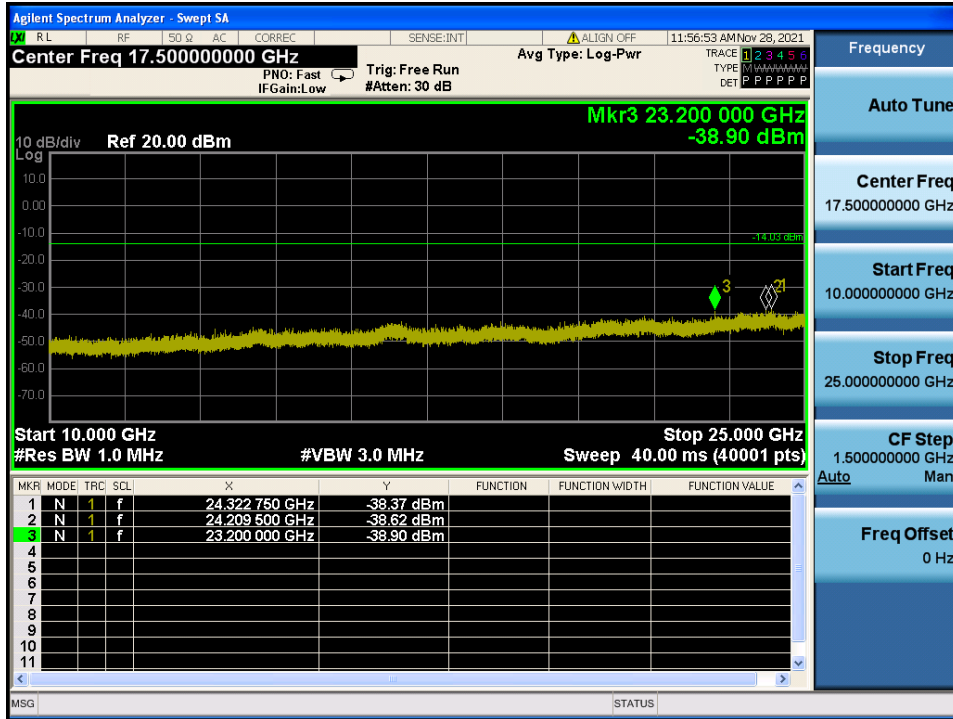 Agilent Spectrum Analyzer - Swept SA
LXI RL RF 50 Ω AC CORREC SENSE:INT ALIGN OFF 11:56:53 AM Nov 28, 2021
Center Freq 17.500000000 GHz
PNO: Fast
IFGain:Low
Trig: Free Run
#Atten: 30 dB
Avg Type: Log-Pwr
TRACE 1 2 3 4 5 6
TYPE M
DET P P P P P P
Mkr3 23.200 000 GHz
-38.90 dBm
10 dB/div Ref 20.00 dBm
Log
10.0
0.00
-10.0
-14.03 dBm
-20.0
-30.0
3 2 1
-40.0
-50.0
-60.0
-70.0
Start 10.000 GHz Stop 25.000 GHz
#Res BW 1.0 MHz #VBW 3.0 MHz Sweep 40.00 ms (40001 pts)
MKR MODE TRC SCL X Y FUNCTION FUNCTION WIDTH FUNCTION VALUE
1 N 1 f 24.322 750 GHz -38.37 dBm
2 N 1 f 24.209 500 GHz -38.62 dBm
3 N 1 f 23.200 000 GHz -38.90 dBm
4
5
6
7
8
9
10
11
MSG STATUS
Frequency
Auto Tune
Center Freq
17.500000000 GHz
Start Freq
10.000000000 GHz
Stop Freq
25.000000000 GHz
CF Step
1.500000000 GHz
Auto Man
Freq Offset
0 Hz